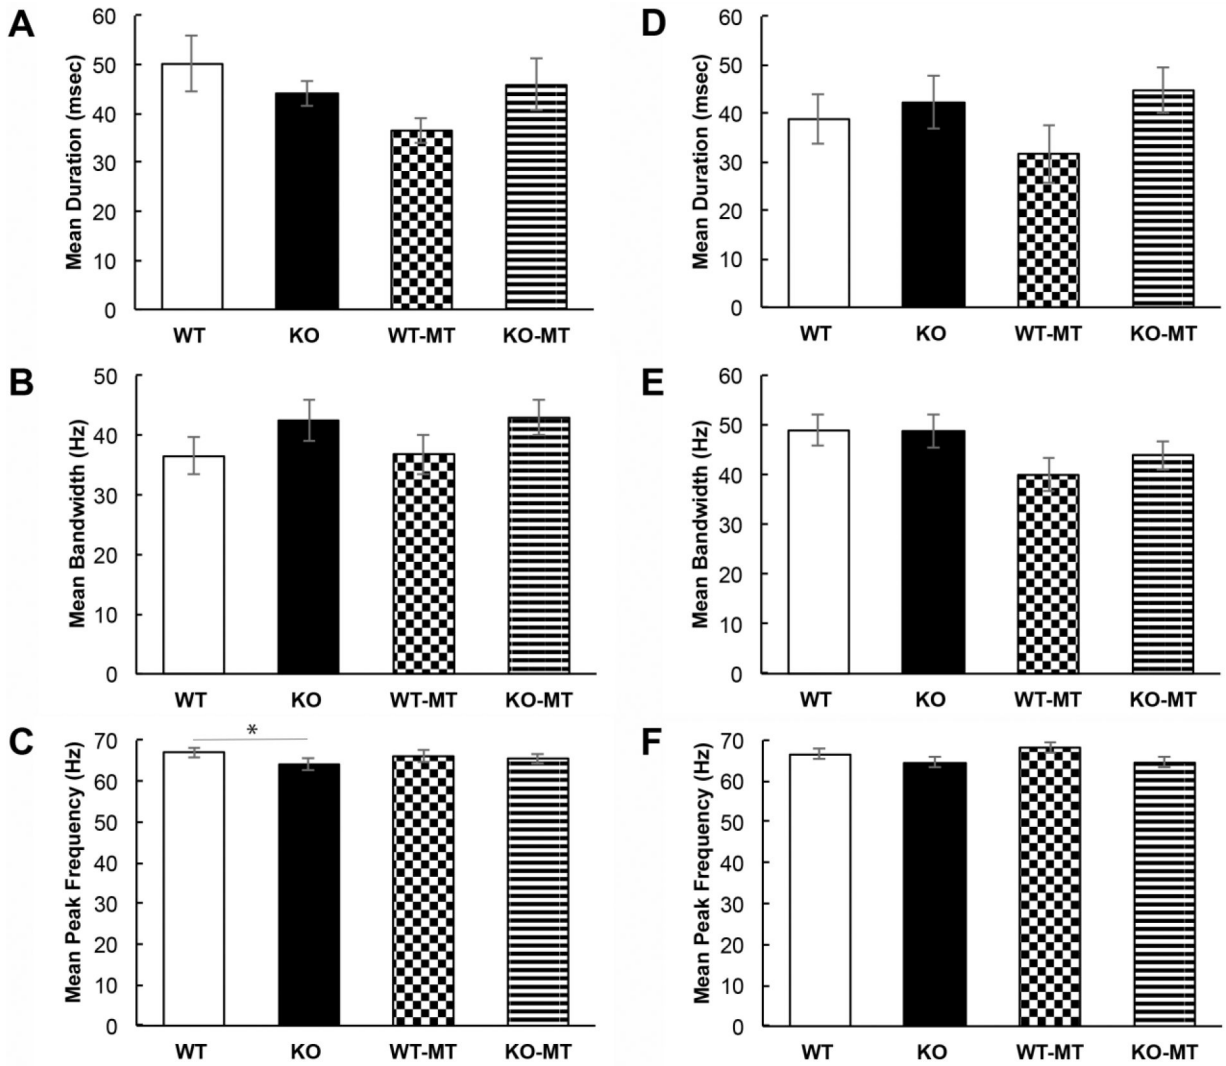 A
Mean Duration (msec)
60
50
40
30
20
10
0
WT KO WT-MT KO-MT
D
Mean Duration (msec)
60
50
40
30
20
10
0
WT KO WT-MT KO-MT
B
Mean Bandwidth (Hz)
50
40
30
20
10
0
WT KO WT-MT KO-MT
E
Mean Bandwidth (Hz)
60
50
40
30
20
10
0
WT KO WT-MT KO-MT
C
Mean Peak Frequency (Hz)
70
60
50
40
30
20
10
0
*
WT KO WT-MT KO-MT
F
Mean Peak Frequency (Hz)
70
60
50
40
30
20
10
0
WT KO WT-MT KO-MT